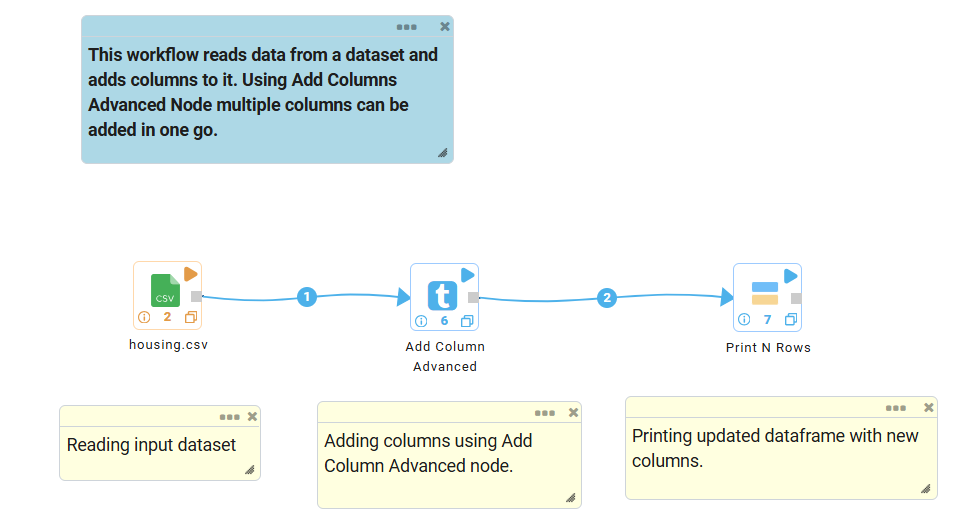 This workflow reads data from a dataset and
adds columns to it. Using Add Columns
Advanced Node multiple columns can be
added in one go.
1
2
CSV
2
housing.csv
t
6
Add Column
Advanced
7
Print N Rows
Reading input dataset
Adding columns using Add
Column Advanced node.
Printing updated dataframe with new
columns.